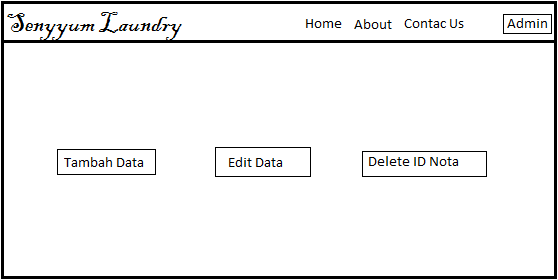 Senyyum Laundry Home About Contac Us Admin
Tambah Data Edit Data Delete ID Nota